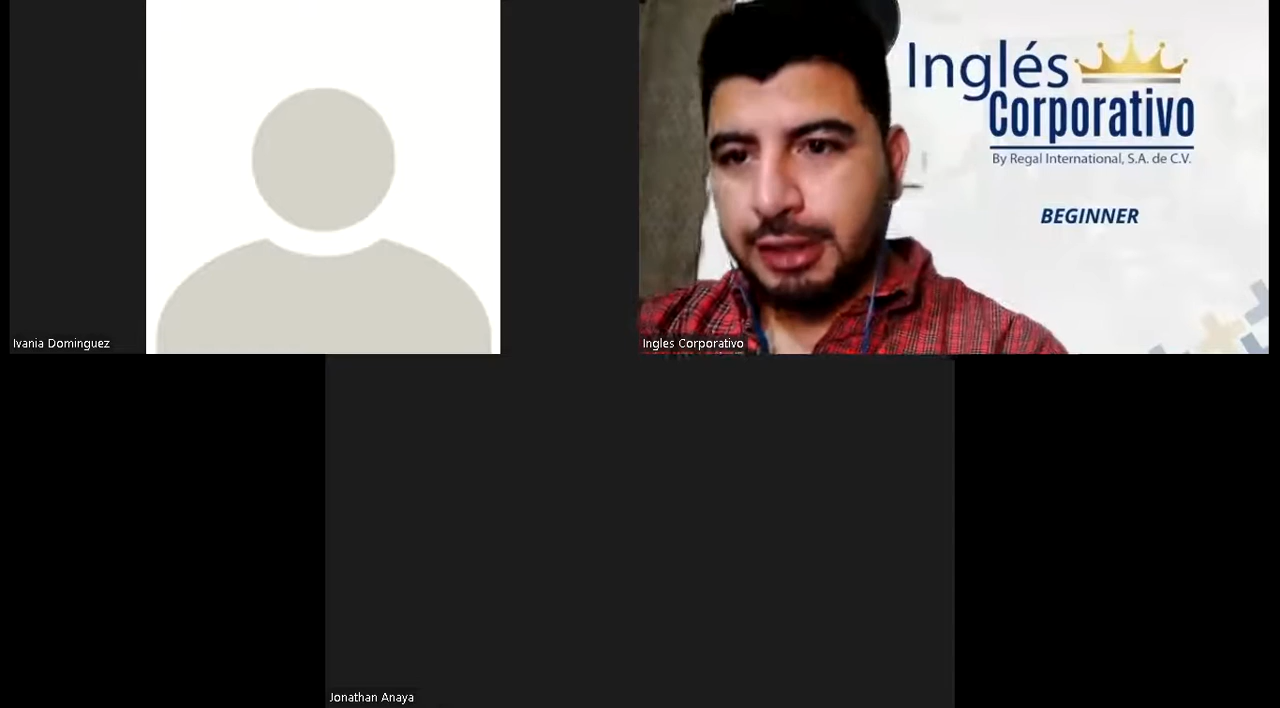 Inglés
Corporativo
By Regal International, S.A. de C.V.
BEGINNER
Ivania Dominguez
Ingles Corporativo
Jonathan Anaya